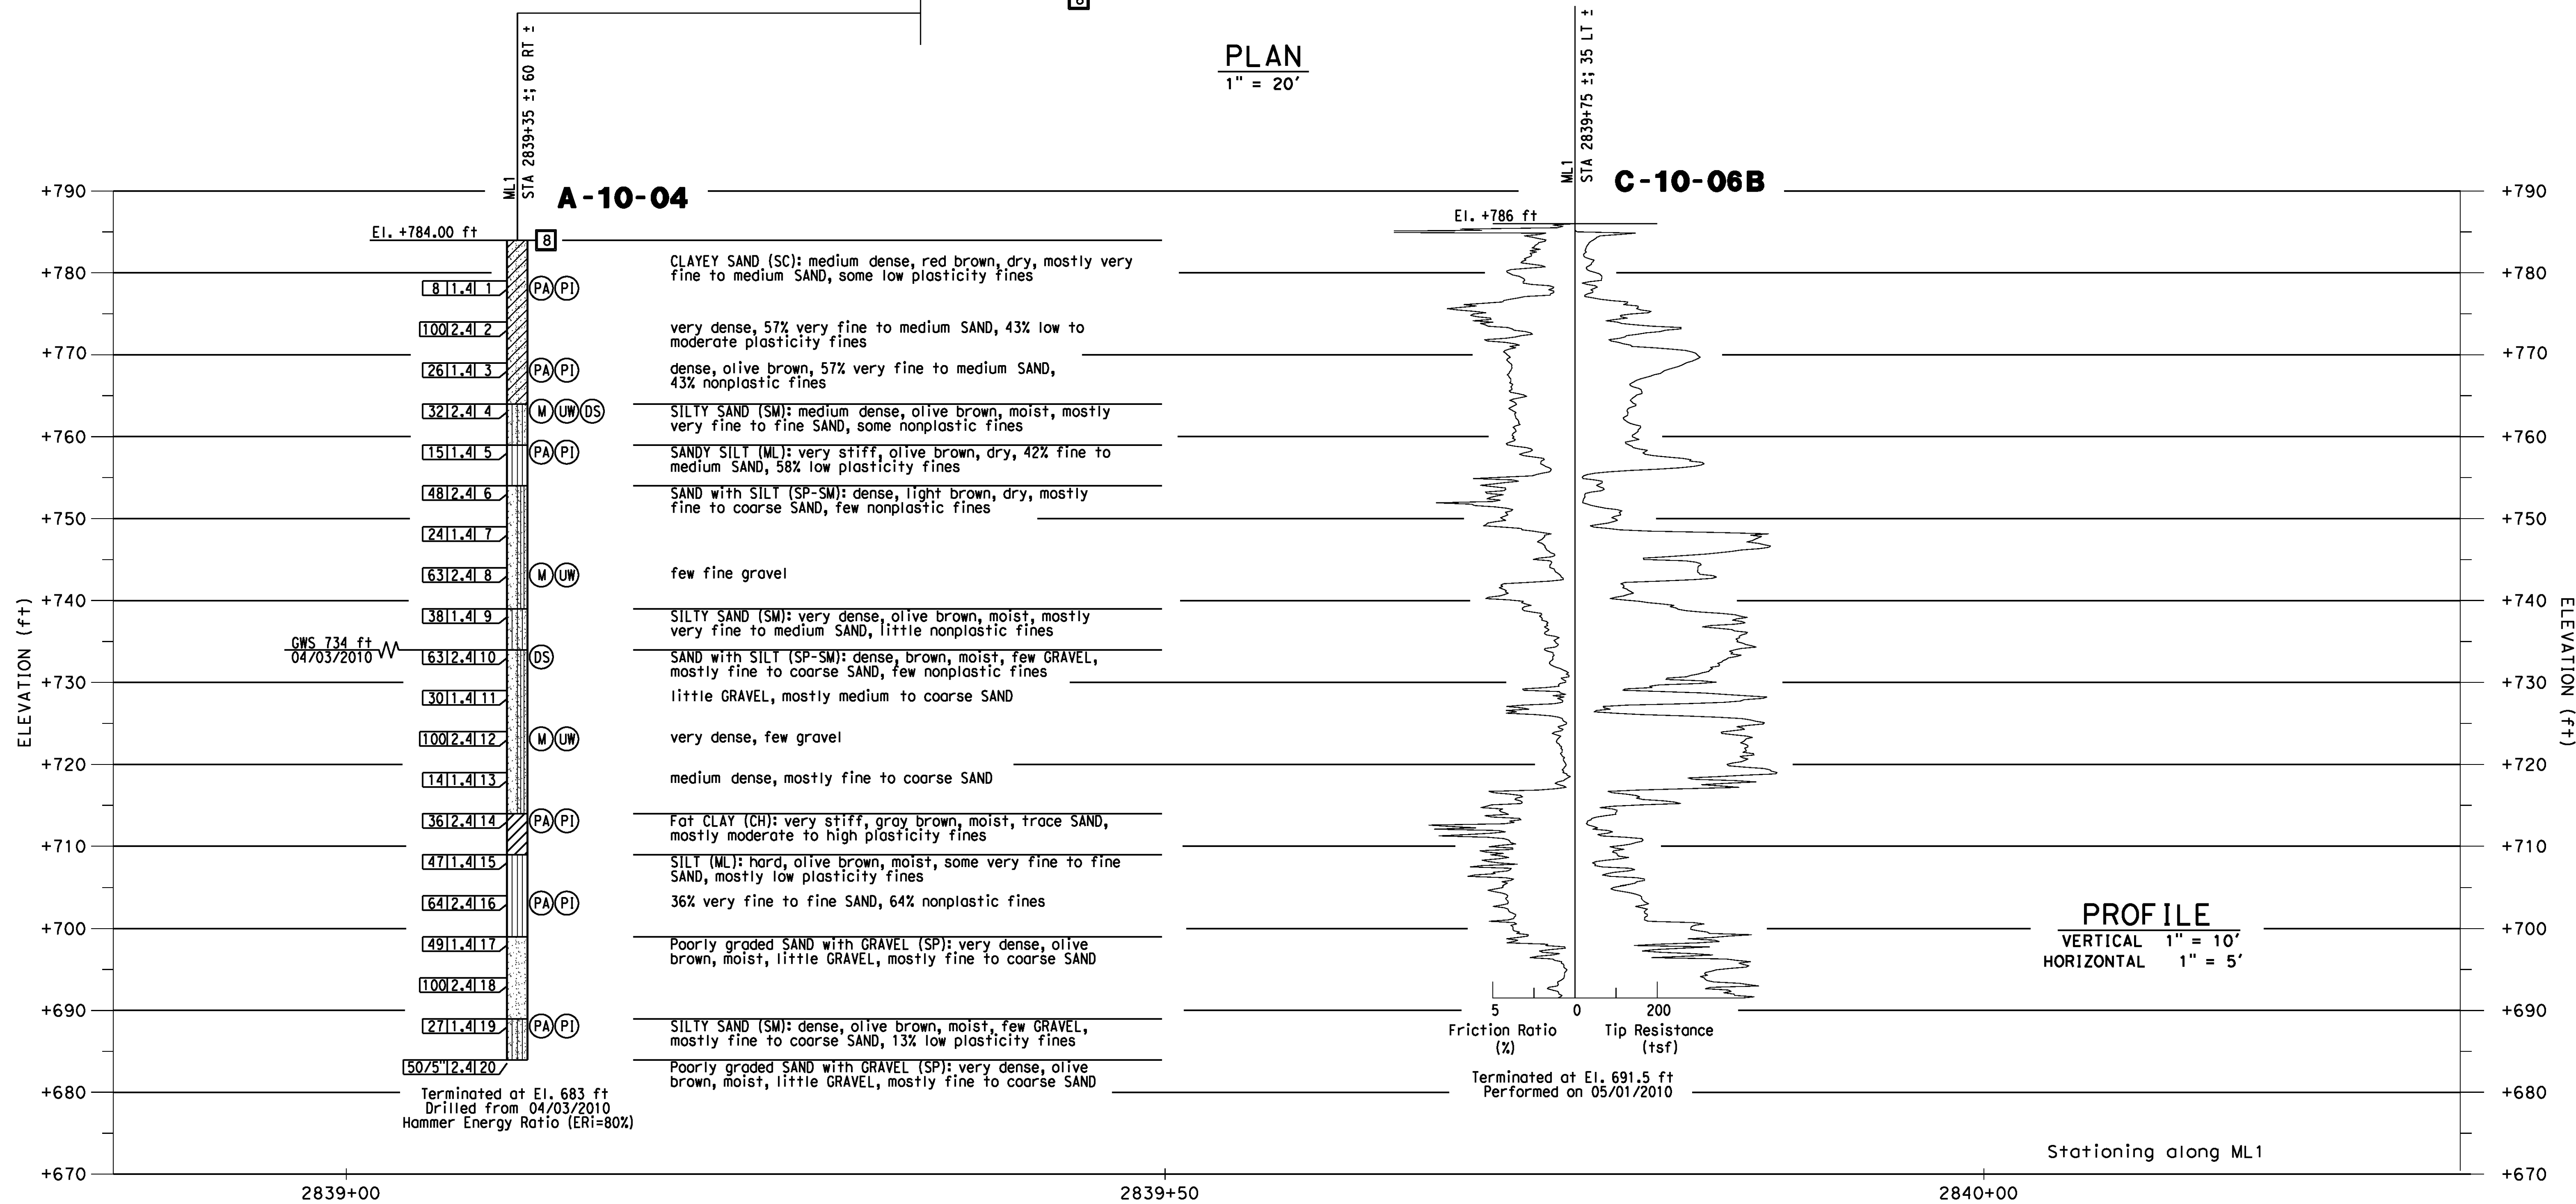 PLAN
1" = 20'
ML1
STA 2839+35 ±; 60 RT ±
A-10-04
ML1
STA 2839+75 ±; 35 LT ±
C-10-06B
+790
+780
+770
+760
+750
+740
+730
+720
+710
+700
+690
+680
+670
ELEVATION (ft)
El. +784.00 ft
8
CLAYEY SAND (SC): medium dense, red brown, dry, mostly very
fine to medium SAND, some low plasticity fines
8 1.4 1 PA PI
100 2.4 2
very dense, 57% very fine to medium SAND, 43% low to
moderate plasticity fines
26 1.4 3 PA PI
dense, olive brown, 57% very fine to medium SAND,
43% nonplastic fines
32 2.4 4 M UW DS
SILTY SAND (SM): medium dense, olive brown, moist, mostly
very fine to fine SAND, some nonplastic fines
15 1.4 5 PA PI
SANDY SILT (ML): very stiff, olive brown, dry, 42% fine to
medium SAND, 58% low plasticity fines
48 2.4 6
SAND with SILT (SP-SM): dense, light brown, dry, mostly
fine to coarse SAND, few nonplastic fines
24 1.4 7
63 2.4 8 M UW
few fine gravel
38 1.4 9
SILTY SAND (SM): very dense, olive brown, moist, mostly
very fine to medium SAND, little nonplastic fines
GWS 734 ft
04/03/2010
63 2.4 10 DS
SAND with SILT (SP-SM): dense, brown, moist, few GRAVEL,
mostly fine to coarse SAND, few nonplastic fines
30 1.4 11
little GRAVEL, mostly medium to coarse SAND
100 2.4 12 M UW
very dense, few gravel
14 1.4 13
medium dense, mostly fine to coarse SAND
36 2.4 14 PA PI
Fat CLAY (CH): very stiff, gray brown, moist, trace SAND,
mostly moderate to high plasticity fines
47 1.4 15
SILT (ML): hard, olive brown, moist, some very fine to fine
SAND, mostly low plasticity fines
64 2.4 16 PA PI
36% very fine to fine SAND, 64% nonplastic fines
49 1.4 17
Poorly graded SAND with GRAVEL (SP): very dense, olive
brown, moist, little GRAVEL, mostly fine to coarse SAND
100 2.4 18
27 1.4 19 PA PI
SILTY SAND (SM): dense, olive brown, moist, few GRAVEL,
mostly fine to coarse SAND, 13% low plasticity fines
50/5" 2.4 20
Poorly graded SAND with GRAVEL (SP): very dense, olive
brown, moist, little GRAVEL, mostly fine to coarse SAND
Terminated at El. 683 ft
Drilled from 04/03/2010
Hammer Energy Ratio (ERi=80%)
El. +786 ft
5 0 200
Friction Ratio
(%)
Tip Resistance
(tsf)
Terminated at El. 691.5 ft
Performed on 05/01/2010
PROFILE
VERTICAL 1" = 10'
HORIZONTAL 1" = 5'
Stationing along ML1
+790
+780
+770
+760
+750
+740
+730
+720
+710
+700
+690
+680
+670
ELEVATION (ft)
2839+00
2839+50
2840+00